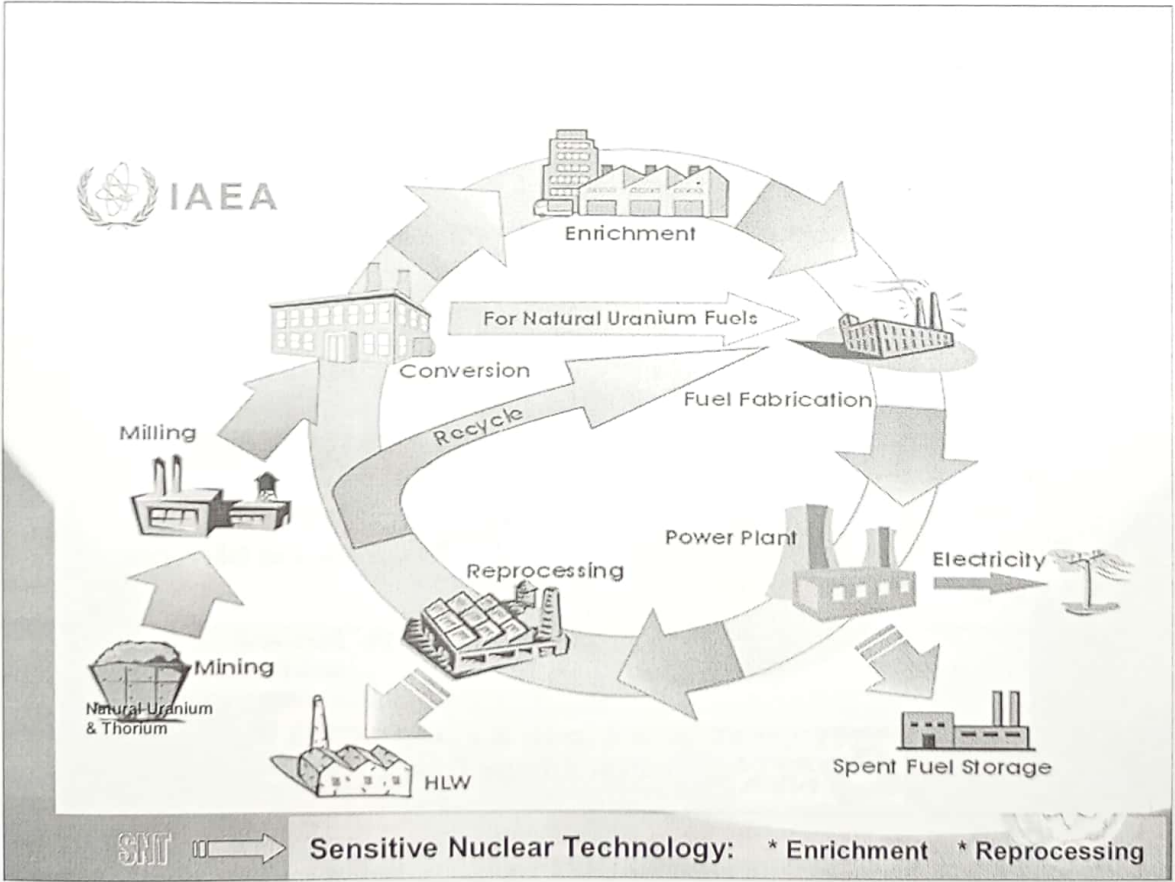 IAEA
Enrichment
For Natural Uranium Fuels
Conversion
Fuel Fabrication
Recycle
Milling
Power Plant
Electricity
Reprocessing
Mining
Natural Uranium
& Thorium
HLW
Spent Fuel Storage
SNT
Sensitive Nuclear Technology: * Enrichment * Reprocessing